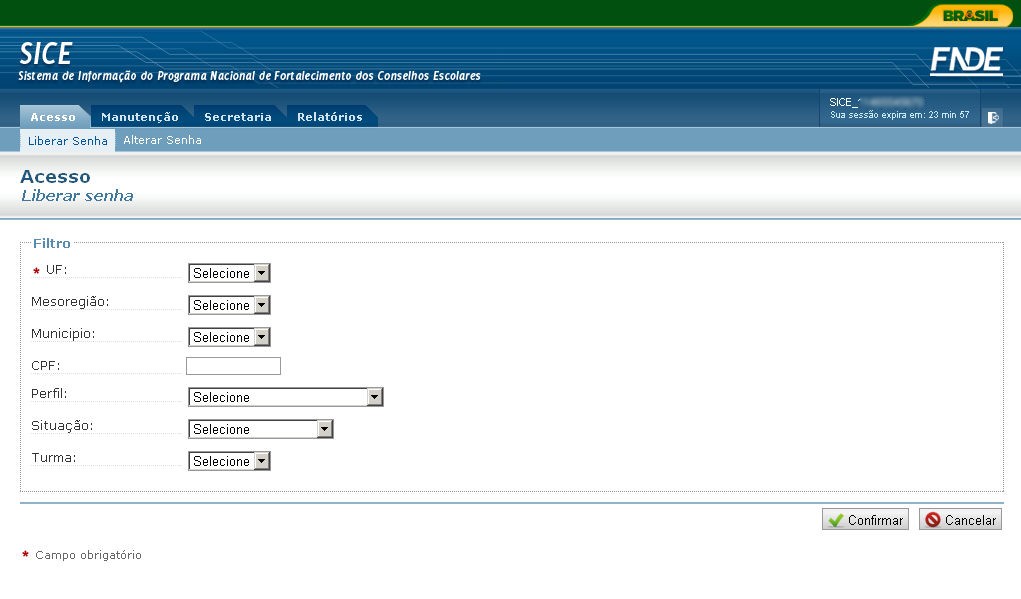 BRASIL
SICE
Sistema de Informação do Programa Nacional de Fortalecimento dos Conselhos Escolares
FNDE
SICE_
Sua sessão expira em: 23 min 57
Acesso Manutenção Secretaria Relatórios
Liberar Senha Alterar Senha
Acesso
Liberar senha
Filtro
* UF: Selecione
Mesoregião: Selecione
Municipio: Selecione
CPF:
Perfil: Selecione
Situação: Selecione
Turma: Selecione
Confirmar Cancelar
* Campo obrigatório